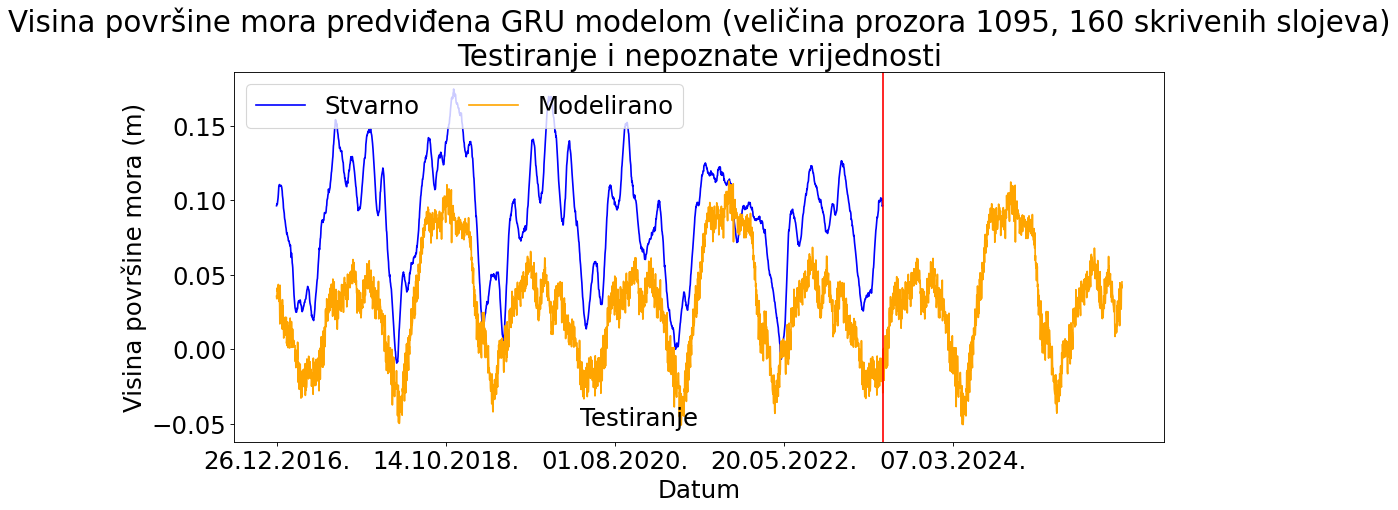 Visina površine mora predviđena GRU modelom (veličina prozora 1095, 160 skrivenih slojeva)
Testiranje i nepoznate vrijednosti
Stvarno Modelirano
Visina površine mora (m)
0.15
0.10
0.05
0.00
−0.05
Testiranje
26.12.2016. 14.10.2018. 01.08.2020. 20.05.2022. 07.03.2024.
Datum